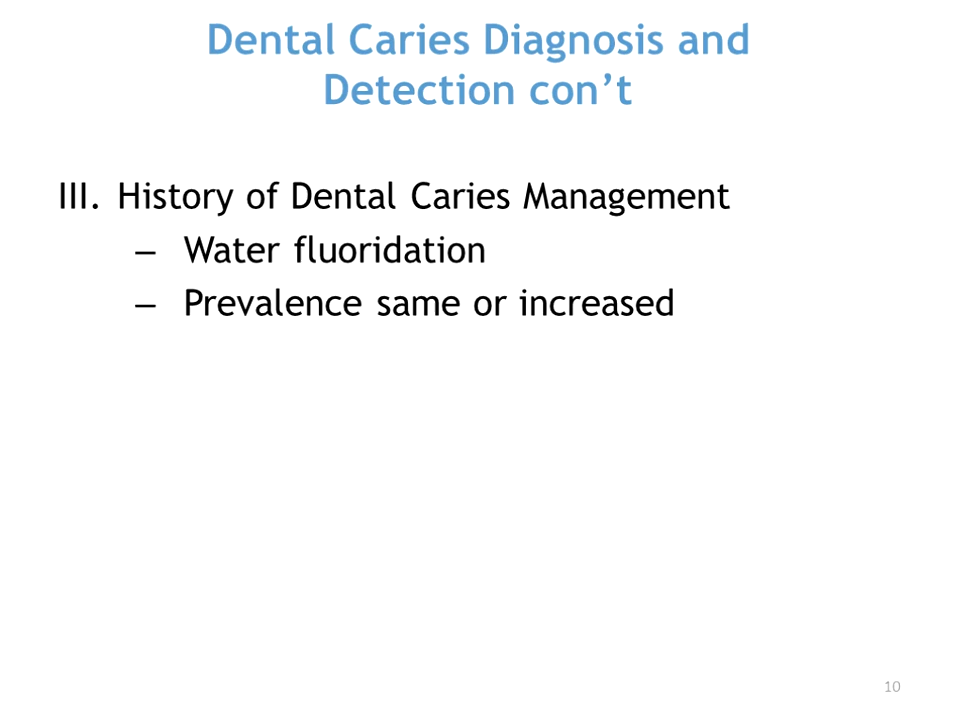 Dental Caries Diagnosis and
Detection con’t
III. History of Dental Caries Management
– Water fluoridation
– Prevalence same or increased
10